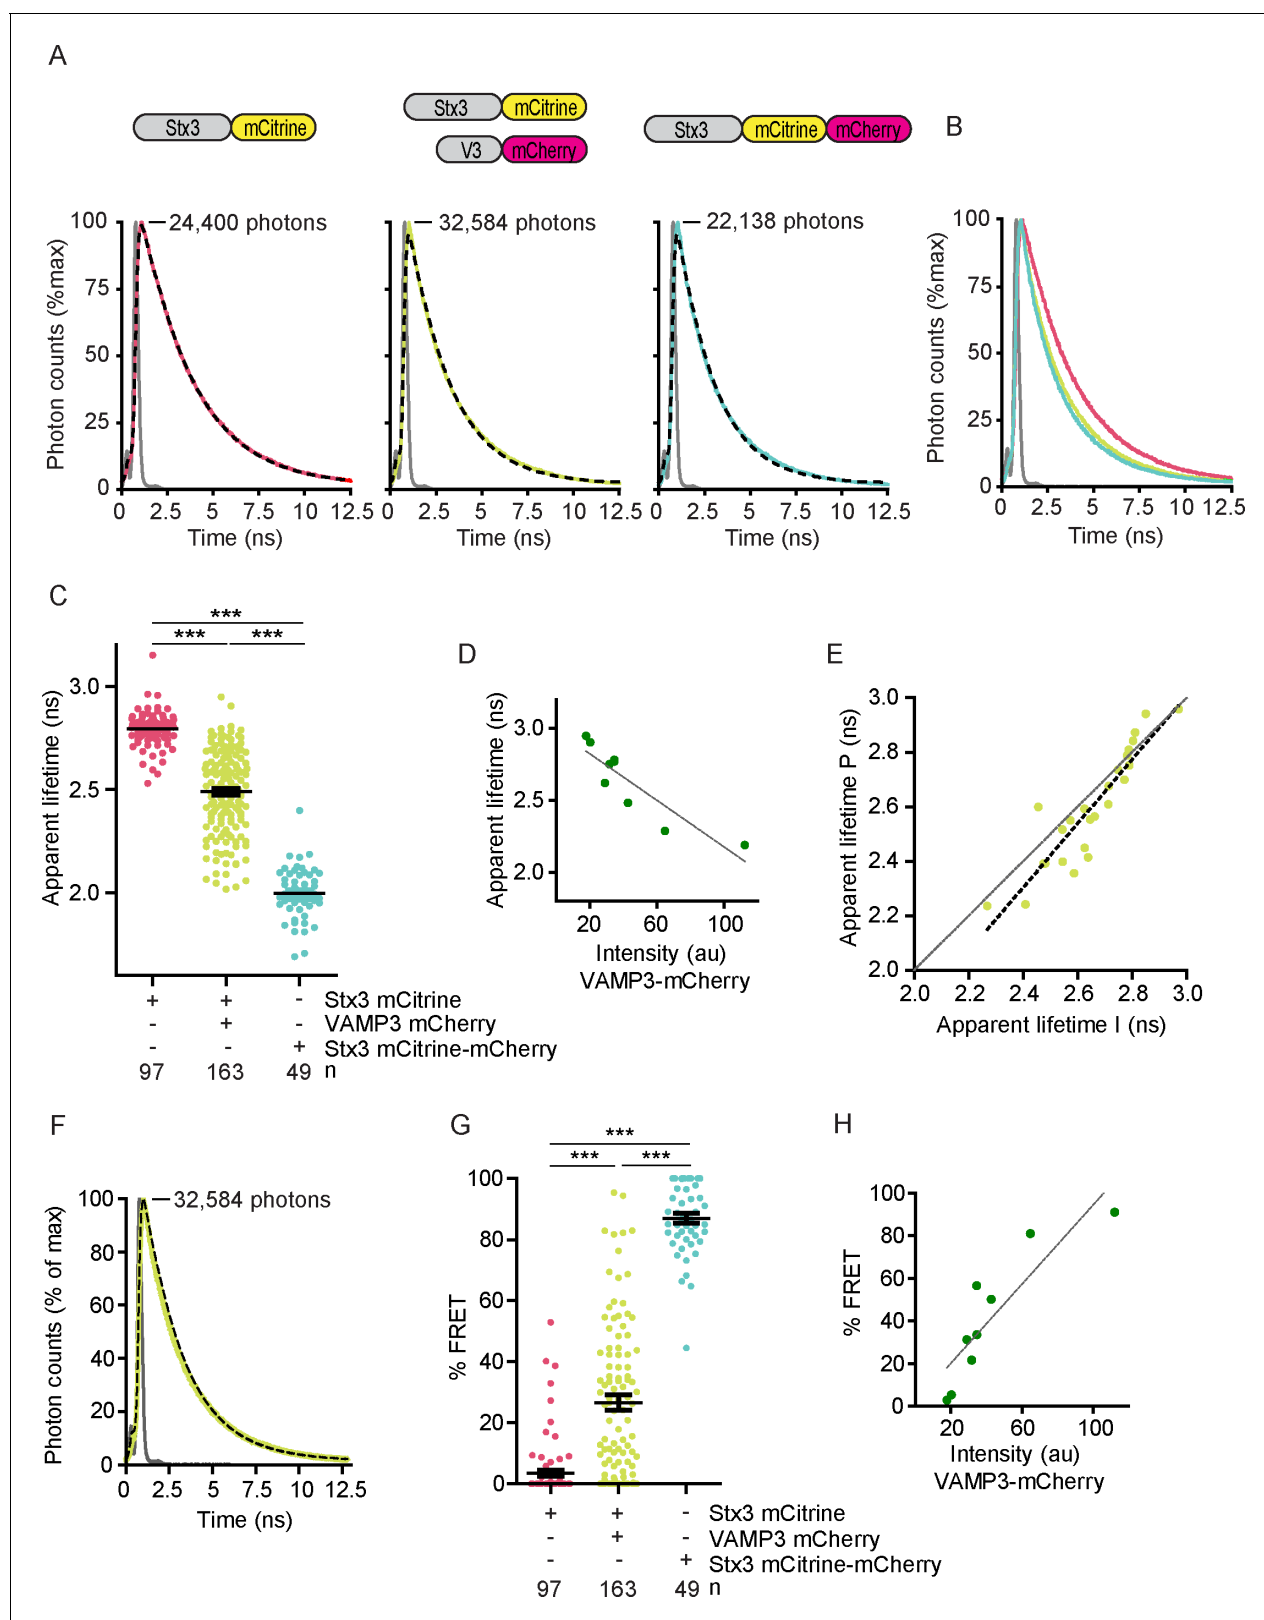 A
Stx3 mCitrine
Stx3 mCitrine
V3 mCherry
Stx3 mCitrine mCherry
B
Photon counts (%max)
100
75
50
25
0
24,400 photons
0 2.5 5 7.5 10 12.5
Time (ns)
32,584 photons
0 2.5 5 7.5 10 12.5
Time (ns)
22,138 photons
0 2.5 5 7.5 10 12.5
Time (ns)
Photon counts (%max)
100
75
50
25
0
0 2.5 5 7.5 10 12.5
Time (ns)
C
***
*** ***
Apparent lifetime (ns)
3.0
2.5
2.0
+ + - Stx3 mCitrine
- + - VAMP3 mCherry
- - + Stx3 mCitrine-mCherry
97 163 49 n
D
Apparent lifetime (ns)
3.0
2.5
2.0
20 60 100
Intensity (au)
VAMP3-mCherry
E
Apparent lifetime P (ns)
3.0
2.8
2.6
2.4
2.2
2.0
2.0 2.2 2.4 2.6 2.8 3.0
Apparent lifetime I (ns)
F
Photon counts (% of max)
100
80
60
40
20
0
32,584 photons
0 2.5 5 7.5 10 12.5
Time (ns)
G
***
*** ***
% FRET
100
80
60
40
20
0
+ + - Stx3 mCitrine
- + - VAMP3 mCherry
- - + Stx3 mCitrine-mCherry
97 163 49 n
H
% FRET
100
80
60
40
20
0
20 60 100
Intensity (au)
VAMP3-mCherry